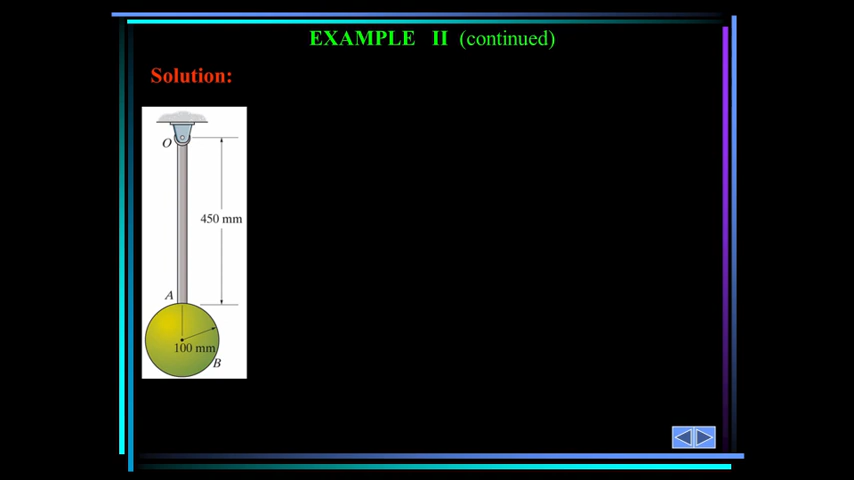 EXAMPLE II (continued)
Solution:
O
450 mm
A
100 mm
B